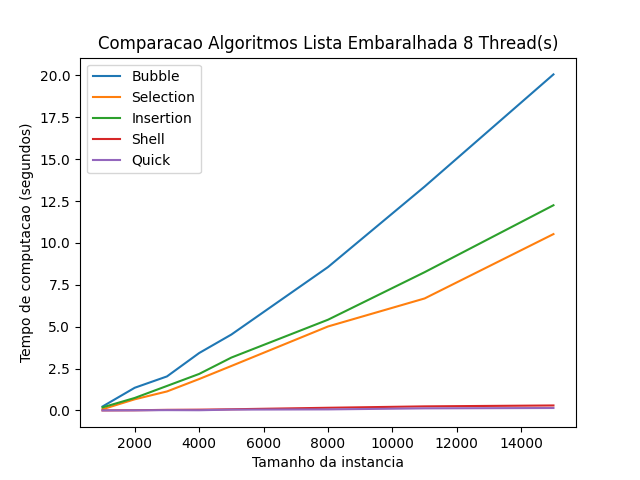 Comparacao Algoritmos Lista Embaralhada 8 Thread(s)
Bubble
Selection
Insertion
Shell
Quick
Tempo de computacao (segundos)
20.0
17.5
15.0
12.5
10.0
7.5
5.0
2.5
0.0
2000 4000 6000 8000 10000 12000 14000
Tamanho da instancia